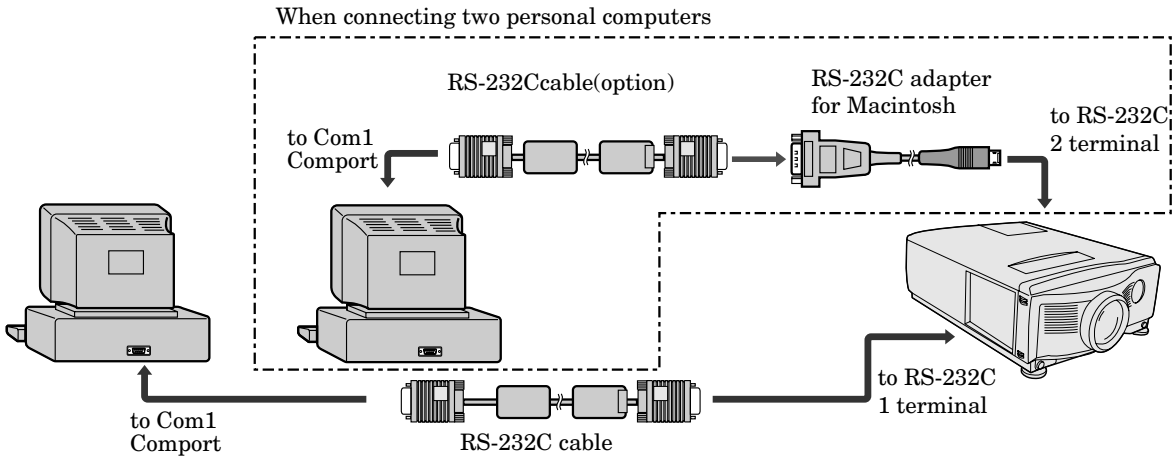 When connecting two personal computers
RS-232Ccable(option)
RS-232C adapter
for Macintosh
to RS-232C
2 terminal
to Com1
Comport
to RS-232C
1 terminal
to Com1
Comport
RS-232C cable